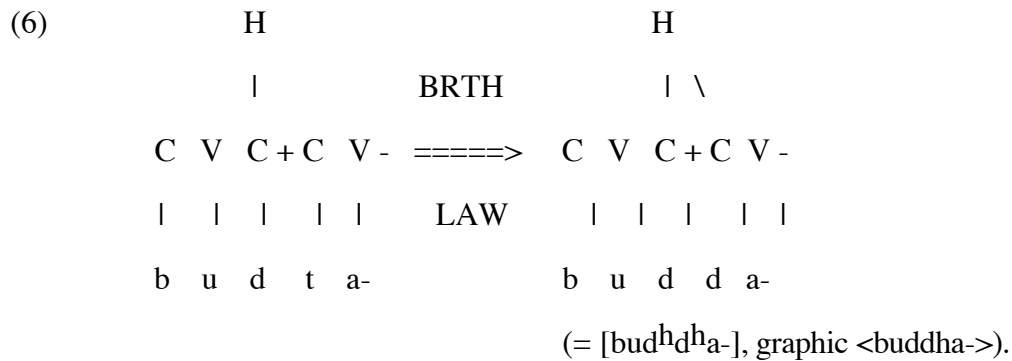 (6) H H
| BRTH | \
C V C + C V - =====> C V C + C V -
| | | | | LAW | | | | |
b u d t a- b u d d a-
(= [budʰdʰa-], graphic <buddha->).